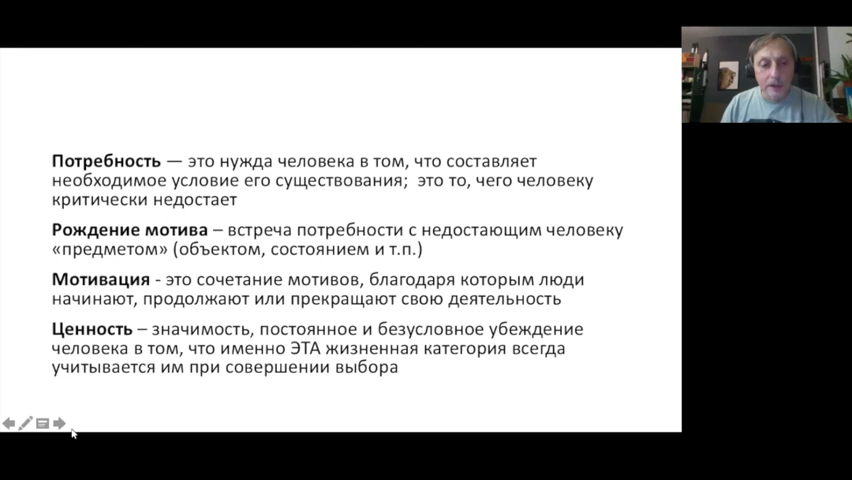 Потребность — это нужда человека в том, что составляет
необходимое условие его существования; это то, чего человеку
критически недостает
Рождение мотива – встреча потребности с недостающим человеку
«предметом» (объектом, состоянием и т.п.)
Мотивация - это сочетание мотивов, благодаря которым люди
начинают, продолжают или прекращают свою деятельность
Ценность – значимость, постоянное и безусловное убеждение
человека в том, что именно ЭТА жизненная категория всегда
учитывается им при совершении выбора